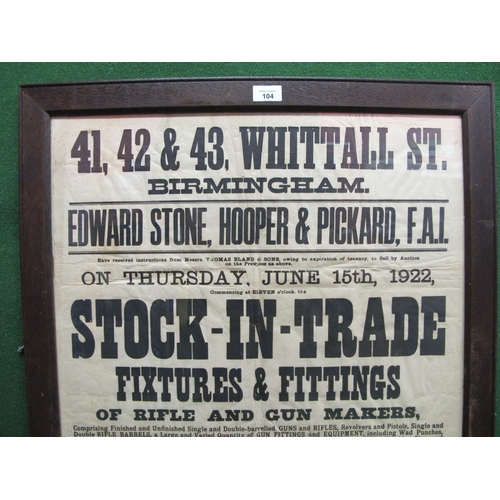 104
41, 42 & 43, WHITTALL ST.
BIRMINGHAM.
EDWARD STONE, HOOPER & PICKARD, F.A.I.
Have received instructions from Messrs. THOMAS BLAND & SONS, owing to expiration of tenancy, to Sell by Auction
on the Premises as above,
ON THURSDAY, JUNE 15th, 1922,
Commencing at ELEVEN o'clock, the
STOCK-IN-TRADE
FIXTURES & FITTINGS
OF RIFLE AND GUN MAKERS,
Comprising Finished and Unfinished Single and Double-barrelled GUNS and RIFLES, Revolvers and Pistols, Single and
Double RIFLE BARRELS, a Large and Varied Quantity of GUN FITTINGS and EQUIPMENT, including Wad Punches,